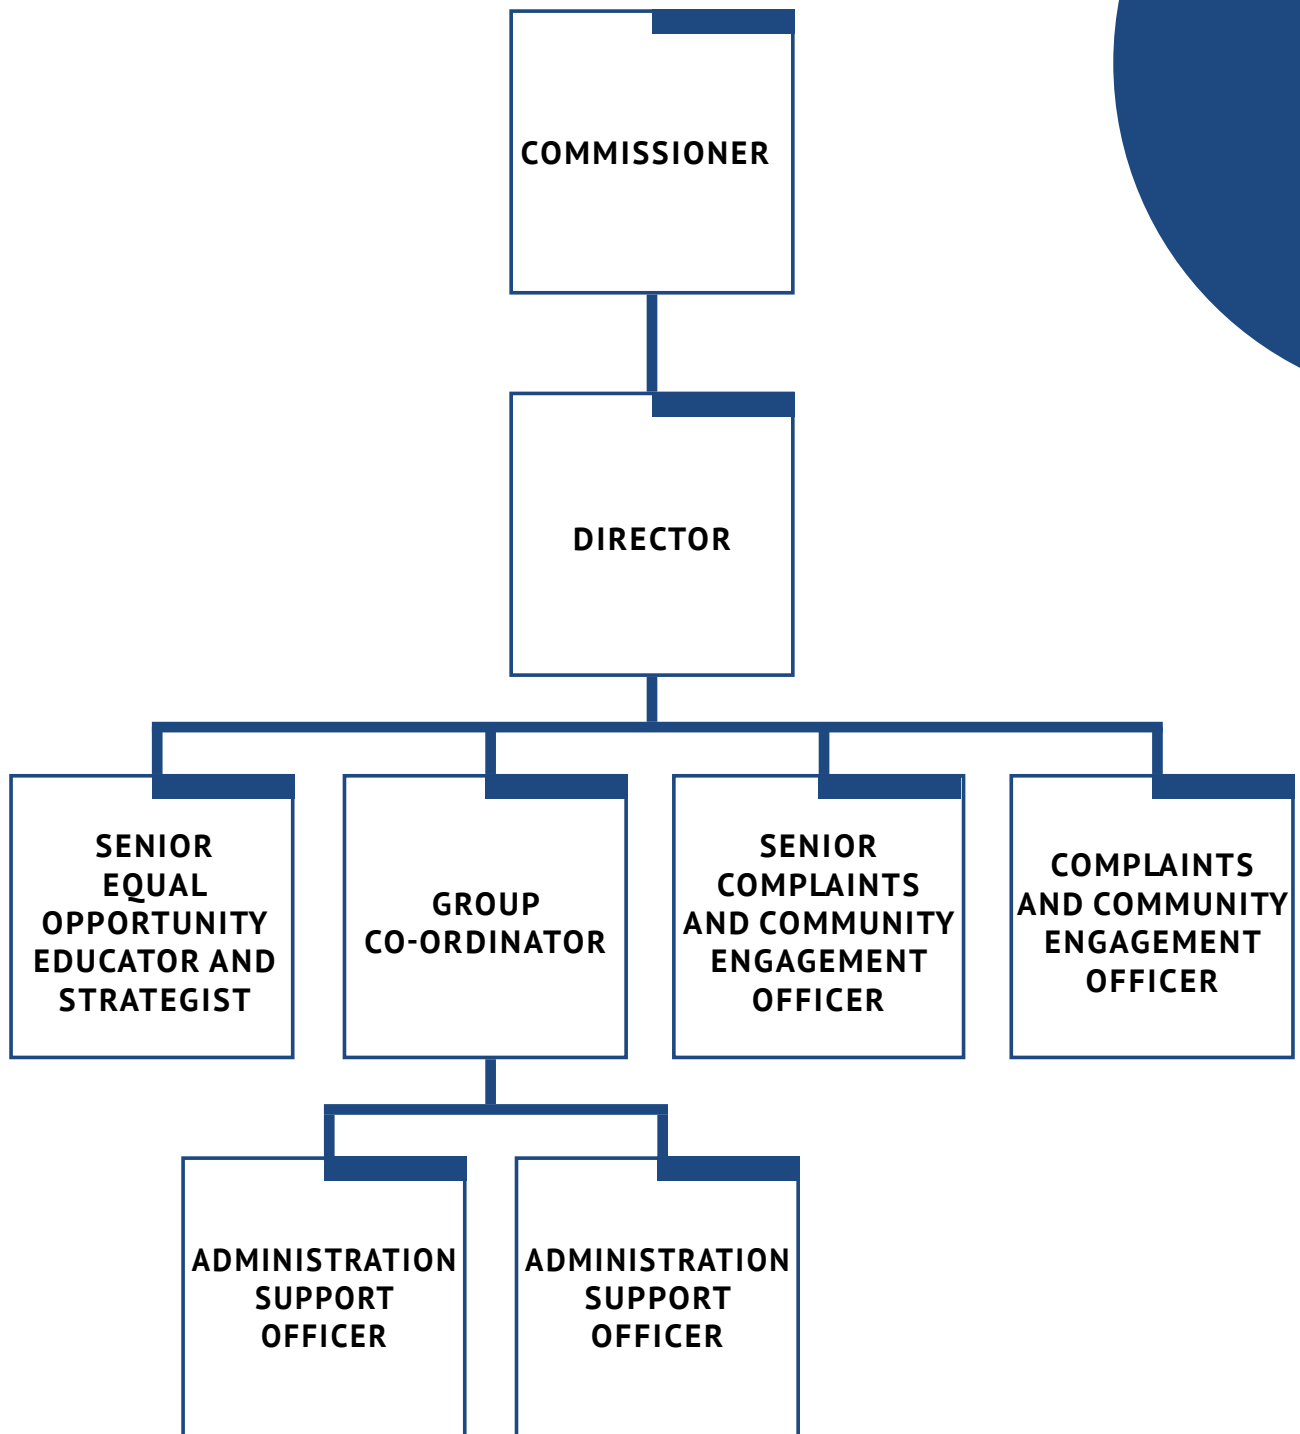 COMMISSIONER
DIRECTOR
SENIOR
EQUAL
OPPORTUNITY
EDUCATOR AND
STRATEGIST
GROUP
CO-ORDINATOR
SENIOR
COMPLAINTS
AND COMMUNITY
ENGAGEMENT
OFFICER
COMPLAINTS
AND COMMUNITY
ENGAGEMENT
OFFICER
ADMINISTRATION
SUPPORT
OFFICER
ADMINISTRATION
SUPPORT
OFFICER